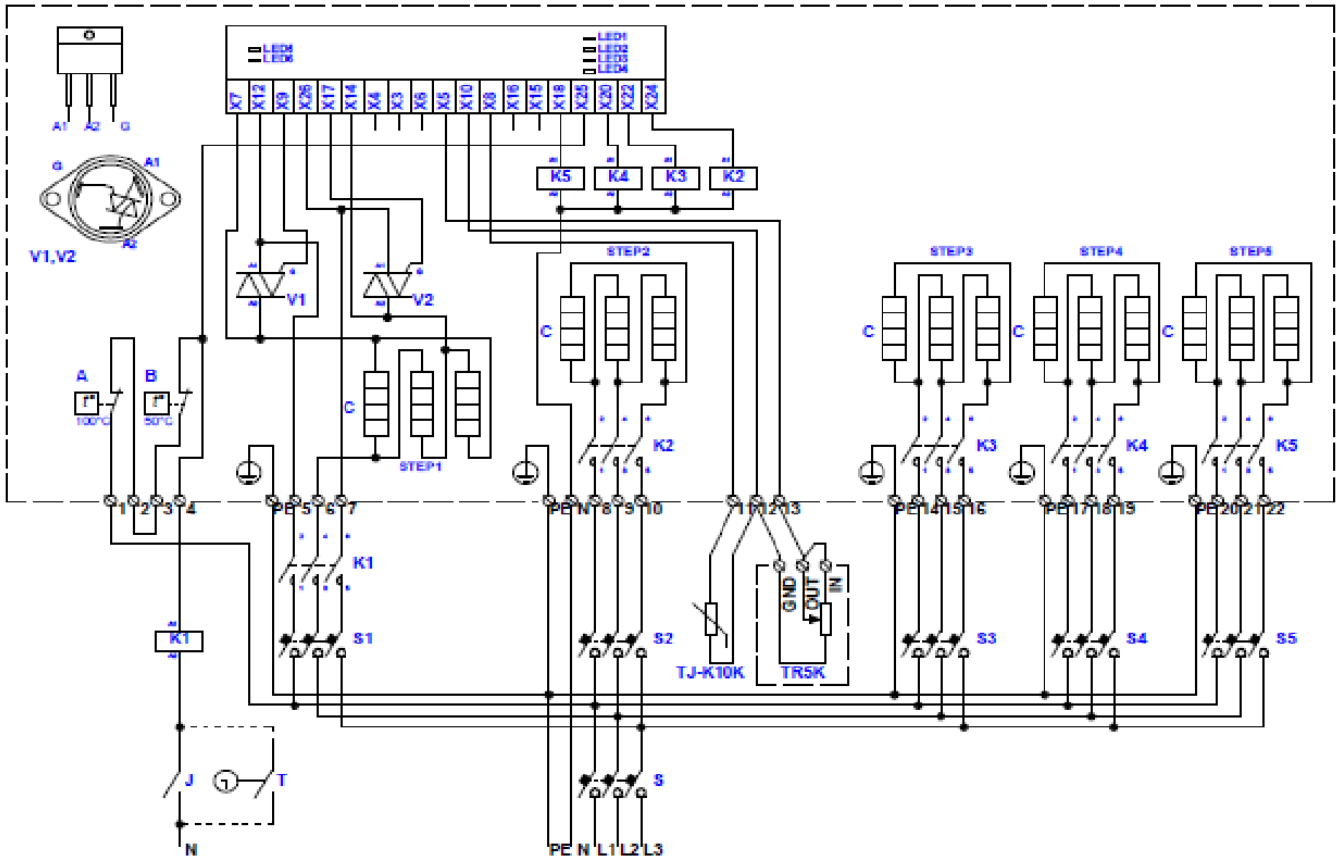 LED5
LED6
LED1
LED2
LED3
LED4
X7 X12 X9 X26 X17 X14 X4 X3 X6 X5 X10 X8 X16 X15 X18 X25 X20 X22 X24
A1 A2 G
G A1
A2
V1,V2
K5 K4 K3 K2
STEP2 STEP3 STEP4 STEP5
V1 V2
C C C C
A B
t° t°
100°C 50°C
C
STEP1
K2 K3 K4 K5
1 2 3 4 PE 5 6 7 PE N 8 9 10 11 12 13 PE 14 15 16 PE 17 18 19 PE 20 21 22
K1
GND OUT IN
K1 S1 S2 S3 S4 S5
TJ-K10K TR5K
J T S
N PE N L1 L2 L3